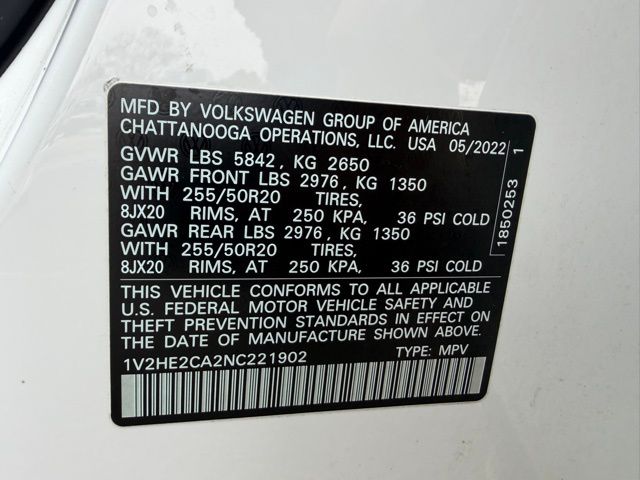 MFD BY VOLKSWAGEN GROUP OF AMERICA
CHATTANOOGA OPERATIONS, LLC. USA 05/2022
GVWR LBS 5842, KG 2650
GAWR FRONT LBS 2976, KG 1350
WITH 255/50R20 TIRES,
8JX20 RIMS, AT 250 KPA, 36 PSI COLD
GAWR REAR LBS 2976, KG 1350
WITH 255/50R20 TIRES,
8JX20 RIMS, AT 250 KPA, 36 PSI COLD
THIS VEHICLE CONFORMS TO ALL APPLICABLE
U.S. FEDERAL MOTOR VEHICLE SAFETY AND
THEFT PREVENTION STANDARDS IN EFFECT ON
THE DATE OF MANUFACTURE SHOWN ABOVE.
1V2HE2CA2NC221902 TYPE: MPV
1850253 1